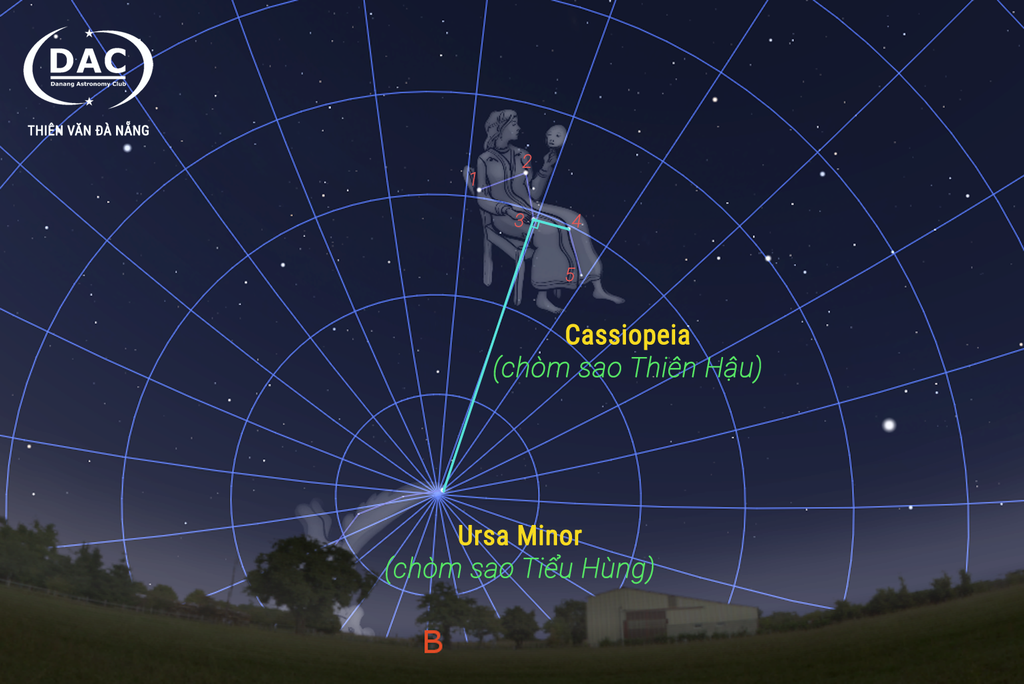 DAC
Danang Astronomy Club
THIÊN VĂN ĐÀ NẴNG
1
2
3
4
5
Cassiopeia
(chòm sao Thiên Hậu)
Ursa Minor
(chòm sao Tiểu Hùng)
B